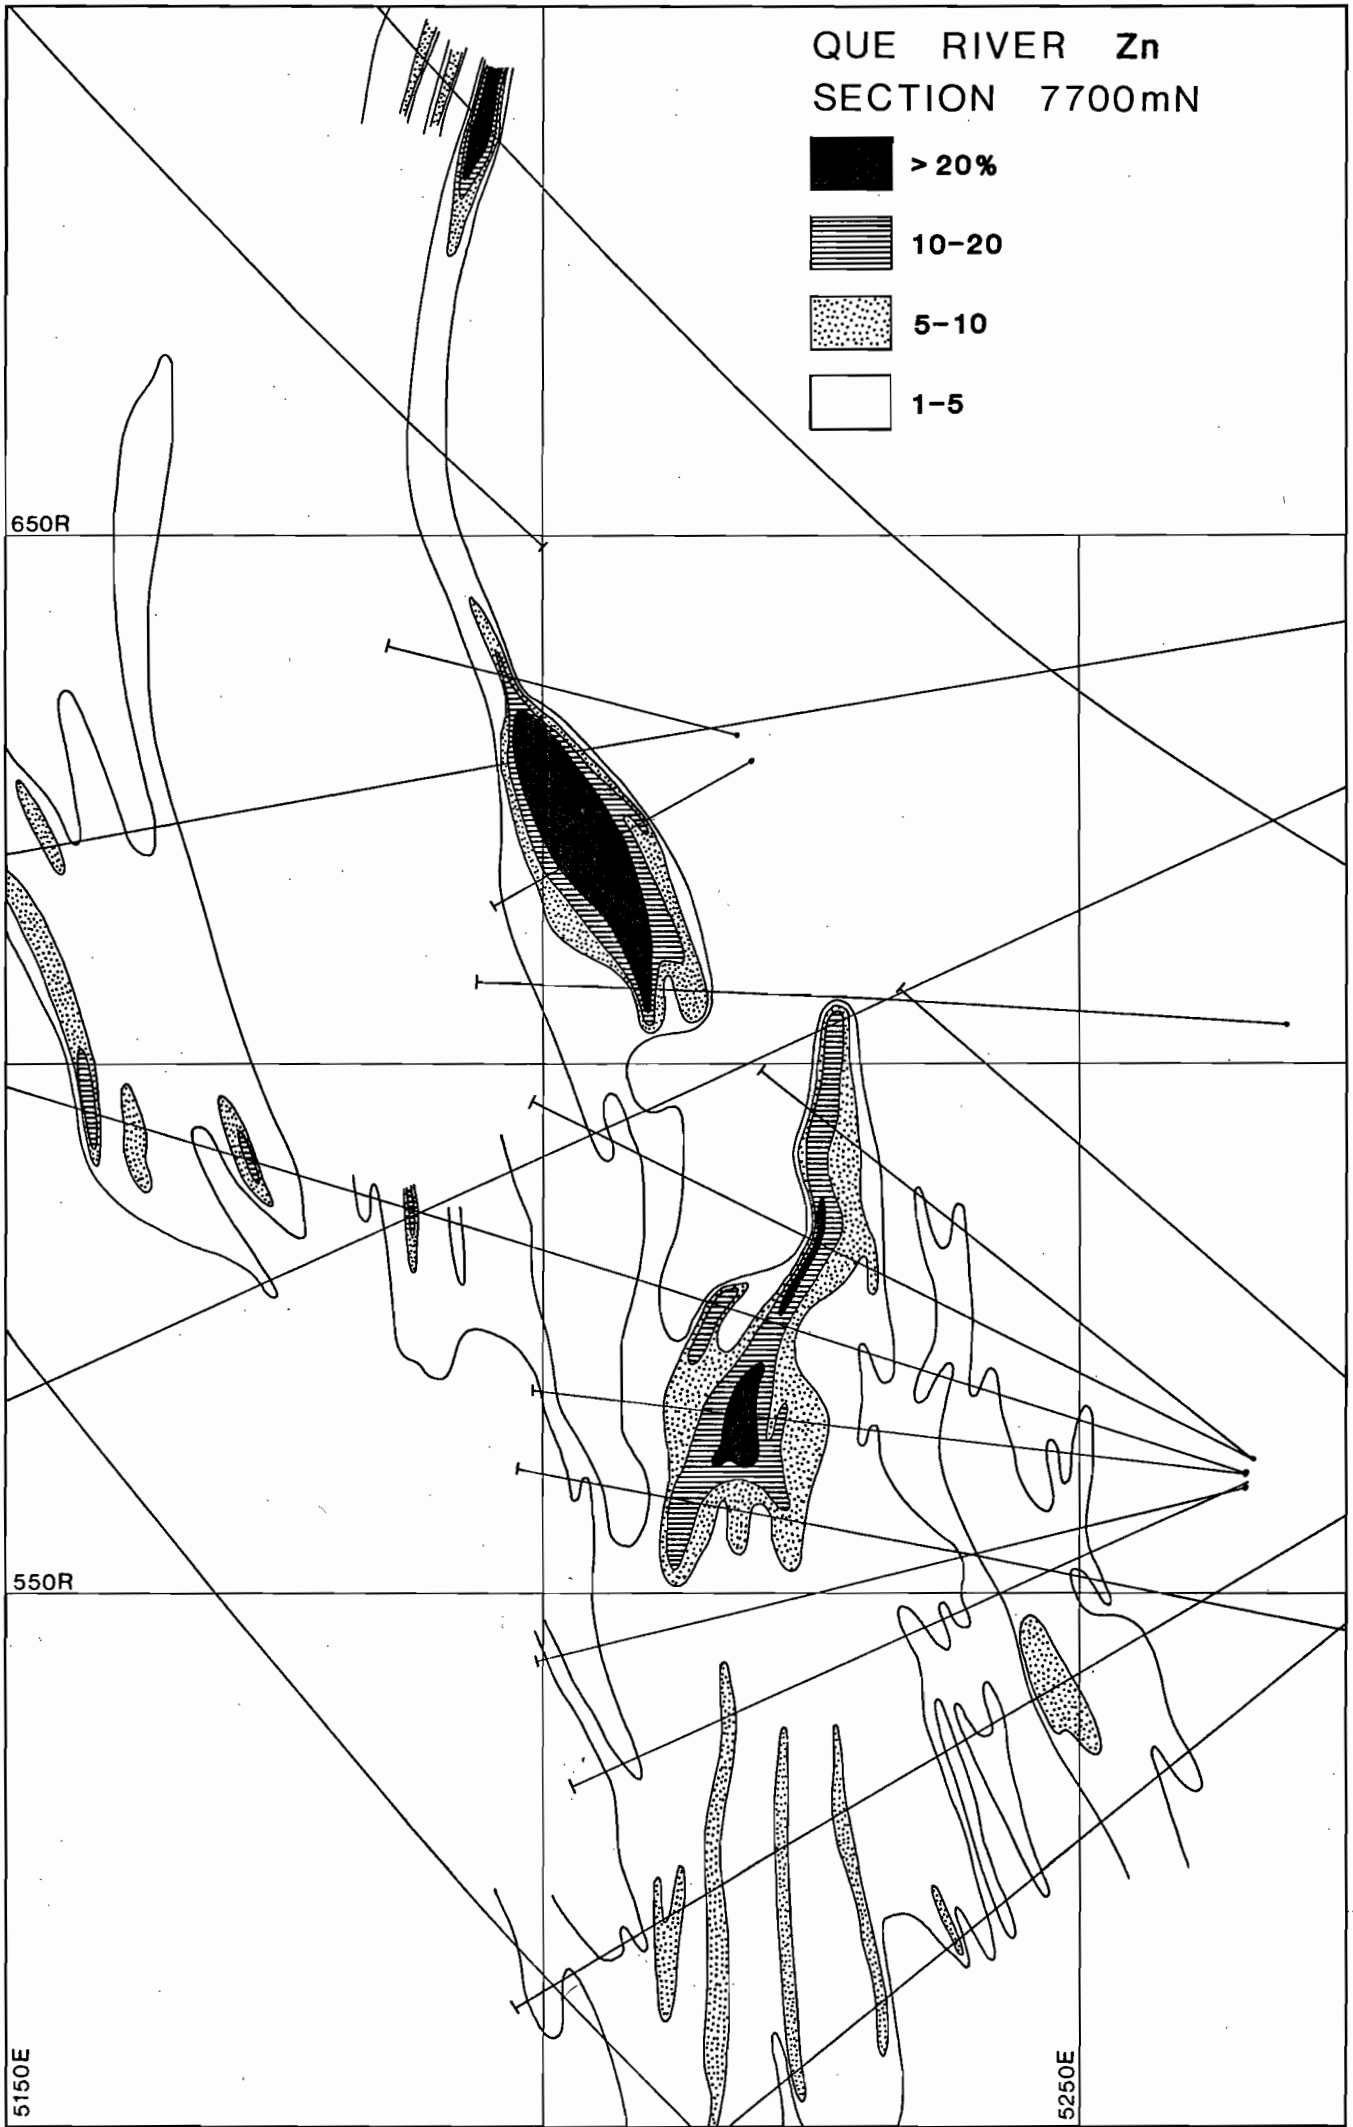 QUE RIVER Zn
SECTION 7700mN
> 20%
10-20
5-10
1-5
650R
550R
5150E
5250E